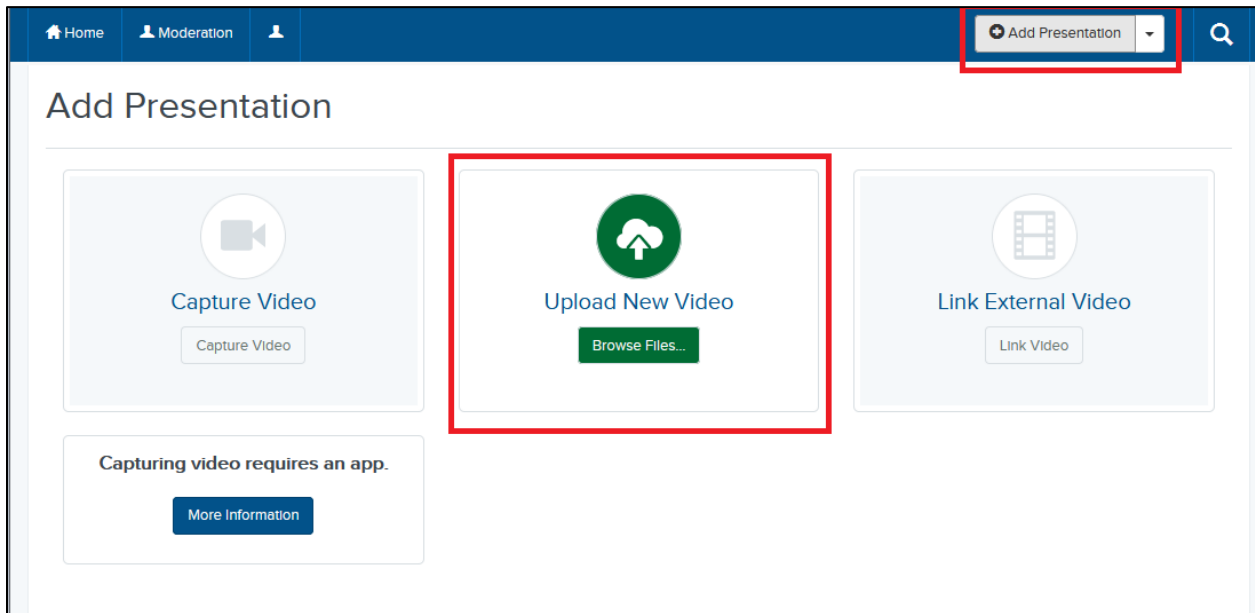 Home Moderation Add Presentation
Add Presentation
Capture Video
Capture Video
Upload New Video
Browse Files...
Link External Video
Link Video
Capturing video requires an app.
More Information